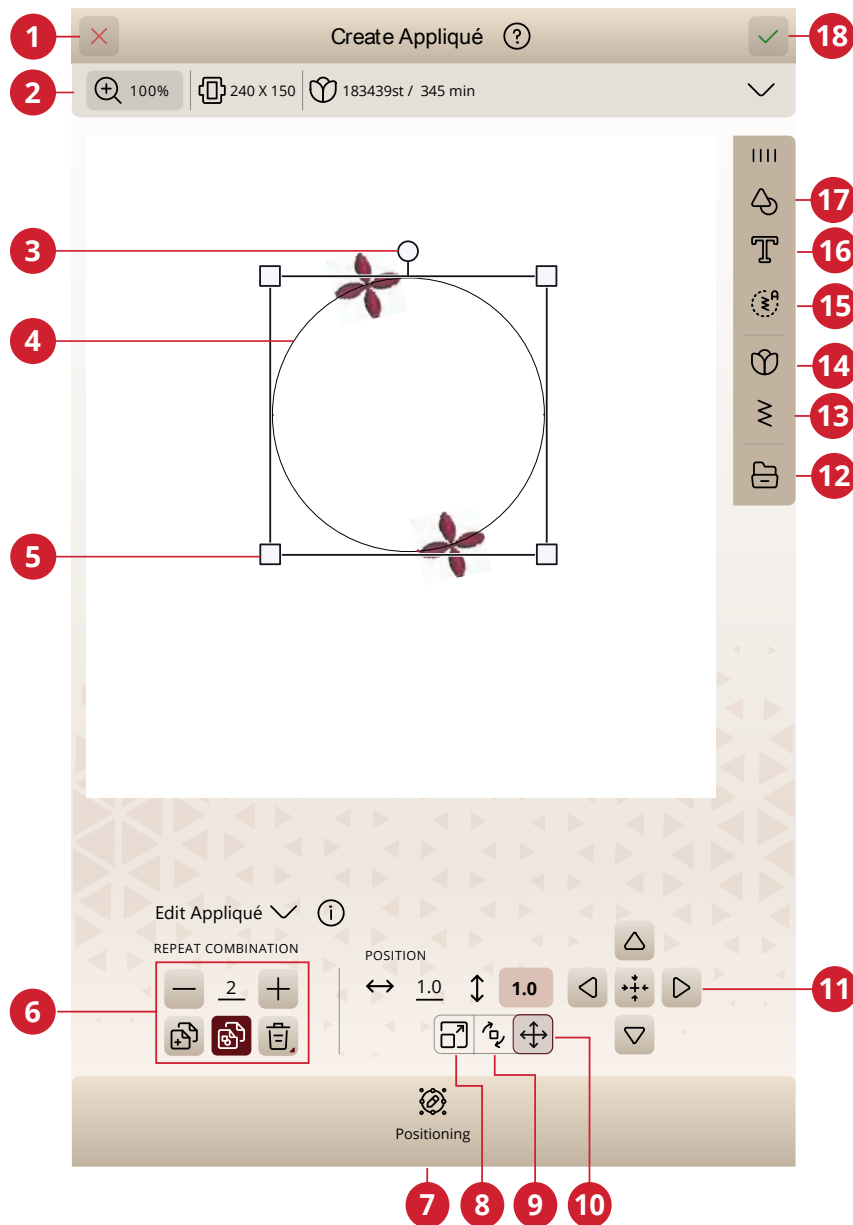 1
Create Appliqué ?
18
2
100% 240 X 150 183439st / 345 min
17
3
T 16
15
4
14
13
12
5
Edit Appliqué i
REPEAT COMBINATION
POSITION
2 1.0 1.0
11
6
10
Positioning
7 8 9 10